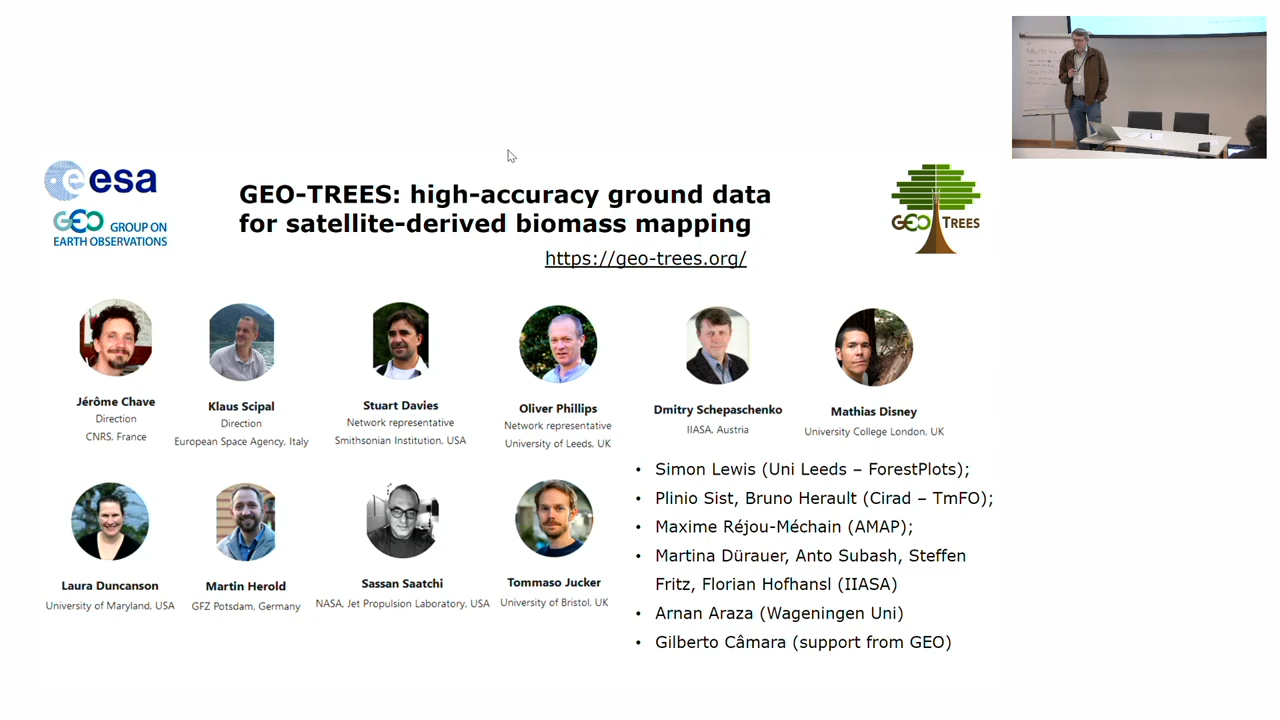 esa
GEO GROUP ON
EARTH OBSERVATIONS
GEO-TREES: high-accuracy ground data
for satellite-derived biomass mapping
https://geo-trees.org/
GEO TREES
Jérôme Chave
Direction
CNRS, France
Klaus Scipal
Direction
European Space Agency, Italy
Stuart Davies
Network representative
Smithsonian Institution, USA
Oliver Phillips
Network representative
University of Leeds, UK
Dmitry Schepaschenko
IIASA, Austria
Mathias Disney
University College London, UK
Laura Duncanson
University of Maryland, USA
Martin Herold
GFZ Potsdam, Germany
Sassan Saatchi
NASA, Jet Propulsion Laboratory, USA
Tommaso Jucker
University of Bristol, UK
• Simon Lewis (Uni Leeds – ForestPlots);
• Plinio Sist, Bruno Herault (Cirad – TmFO);
• Maxime Réjou-Méchain (AMAP);
• Martina Dürauer, Anto Subash, Steffen
Fritz, Florian Hofhansl (IIASA)
• Arnan Araza (Wageningen Uni)
• Gilberto Câmara (support from GEO)